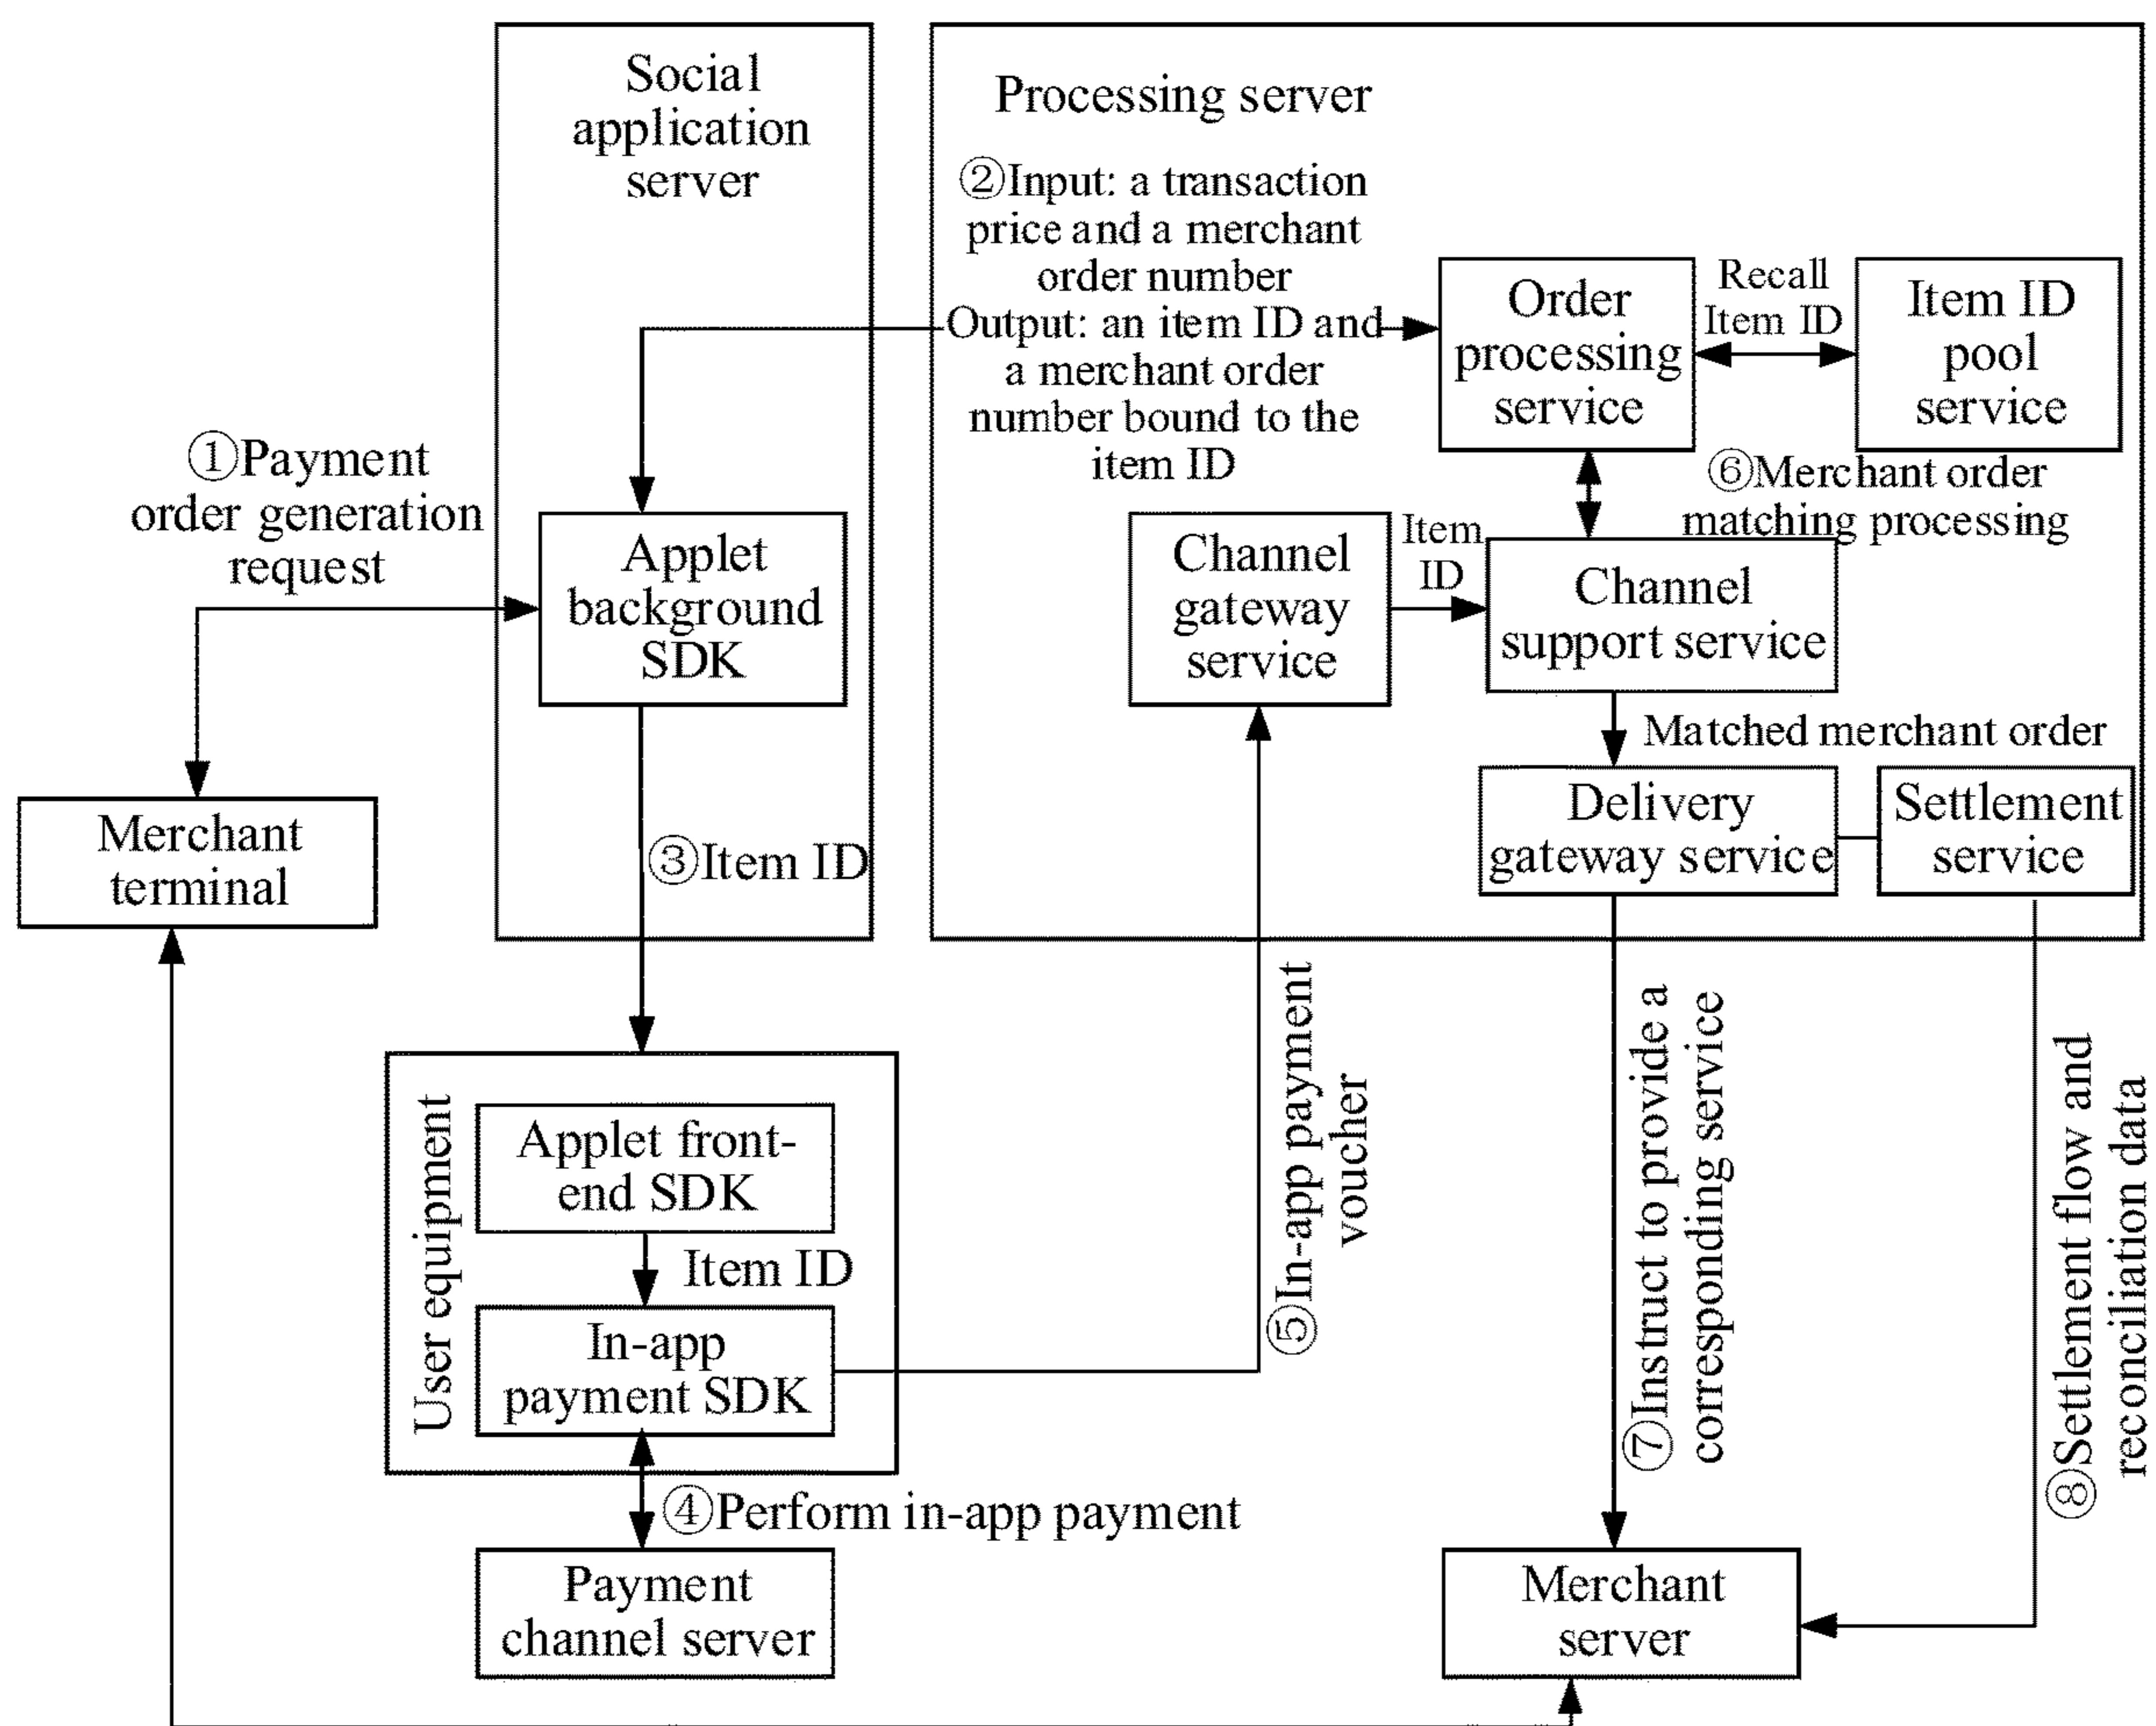 Social
application
server
Processing server
②Input: a transaction
price and a merchant
order number
Output: an item ID and
a merchant order
number bound to the
item ID
Order
processing
service
Recall
Item ID
Item ID
pool
service
①Payment
order generation
request
Applet
background
SDK
Channel
gateway
service
Item
ID
⑥Merchant order
matching processing
Channel
support service
Matched merchant order
Delivery
gateway service
Settlement
service
Merchant
terminal
③Item ID
User equipment
Applet front-
end SDK
Item ID
In-app
payment SDK
④Perform in-app payment
Payment
channel server
⑤In-app payment
voucher
⑦Instruct to provide a
corresponding service
⑧Settlement flow and
reconciliation data
Merchant
server